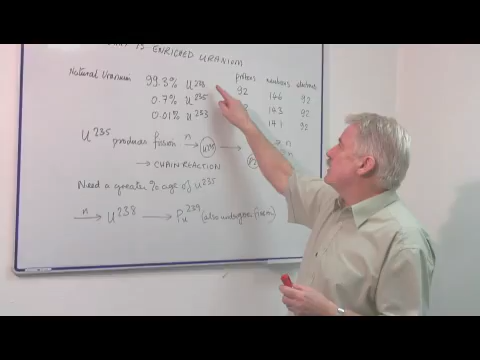 IS ENRICHED URANIUM
Natural Uranium 99.3% U238 protons neutrons electrons
92 146 92
0.7% U235 143 92
0.01% U233 141 92
U235 produces fission n U235 n
→ CHAIN REACTION
Need a greater % age of U235
n → U238 → Pu239 (also undergoes fission)